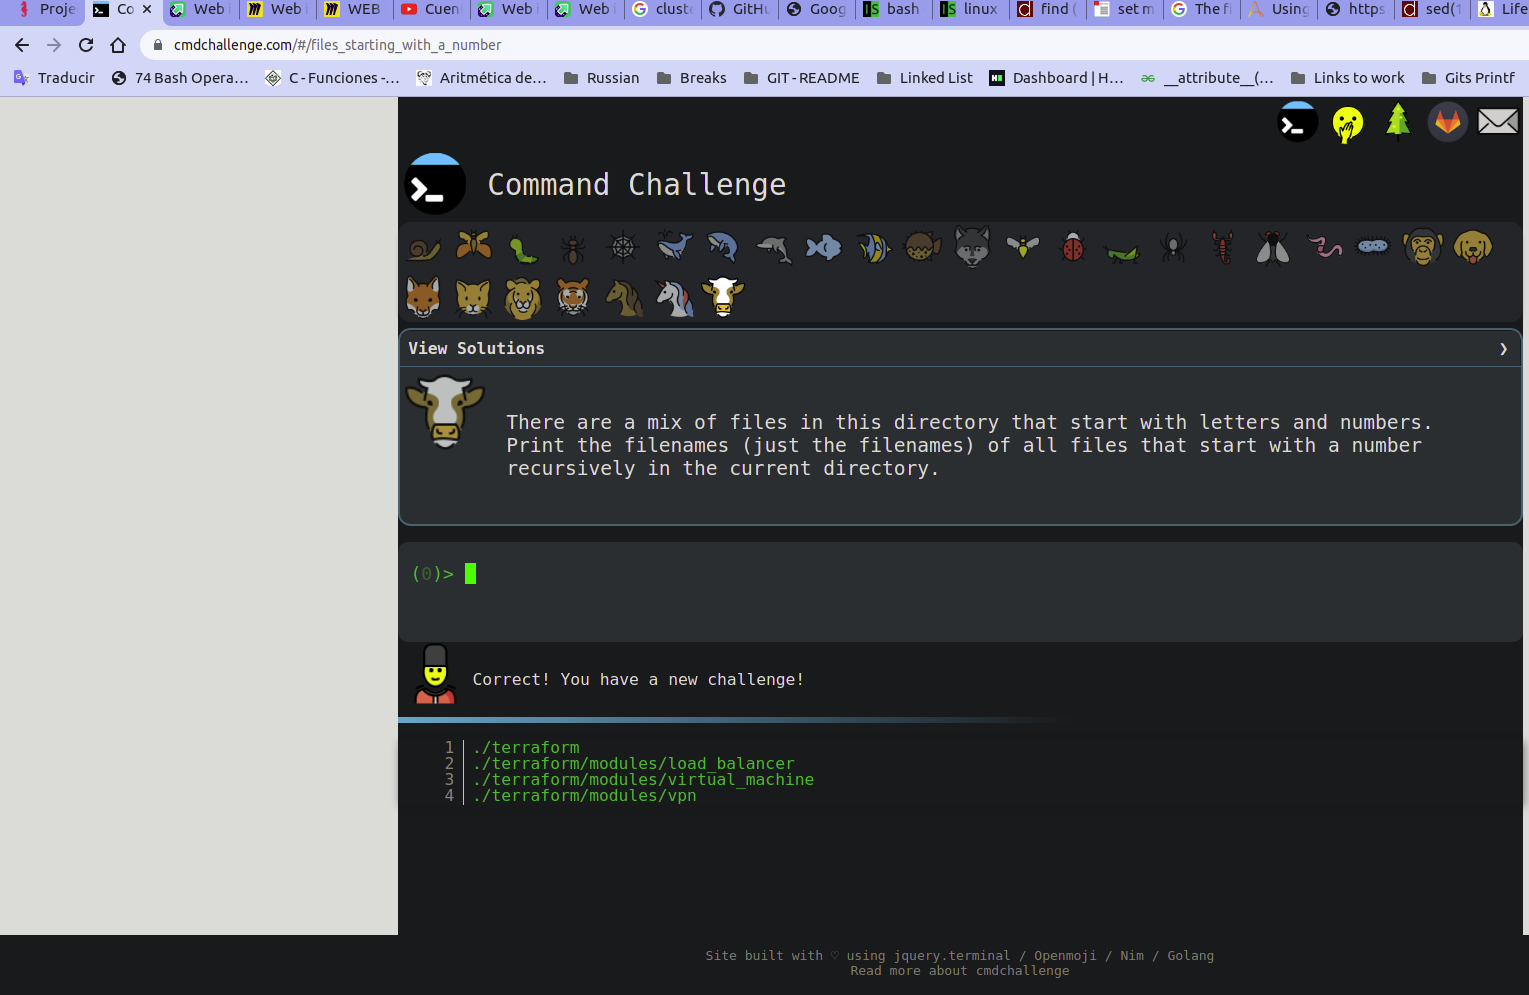 Proje Co Web i Web i WEB Cuen Web i Web i cluste GitHu Goog bash linux find ( set m The fi Using https sed(1 Life
cmdchallenge.com/#/files_starting_with_a_number
Traducir 74 Bash Opera... C - Funciones -... Aritmética de... Russian Breaks GIT - README Linked List Dashboard | H... __attribute__(... Links to work Gits Printf
Command Challenge
View Solutions
There are a mix of files in this directory that start with letters and numbers.
Print the filenames (just the filenames) of all files that start with a number
recursively in the current directory.
(0)>
Correct! You have a new challenge!
1 ./terraform
2 ./terraform/modules/load_balancer
3 ./terraform/modules/virtual_machine
4 ./terraform/modules/vpn
Site built with ♡ using jquery.terminal / Openmoji / Nim / Golang
Read more about cmdchallenge